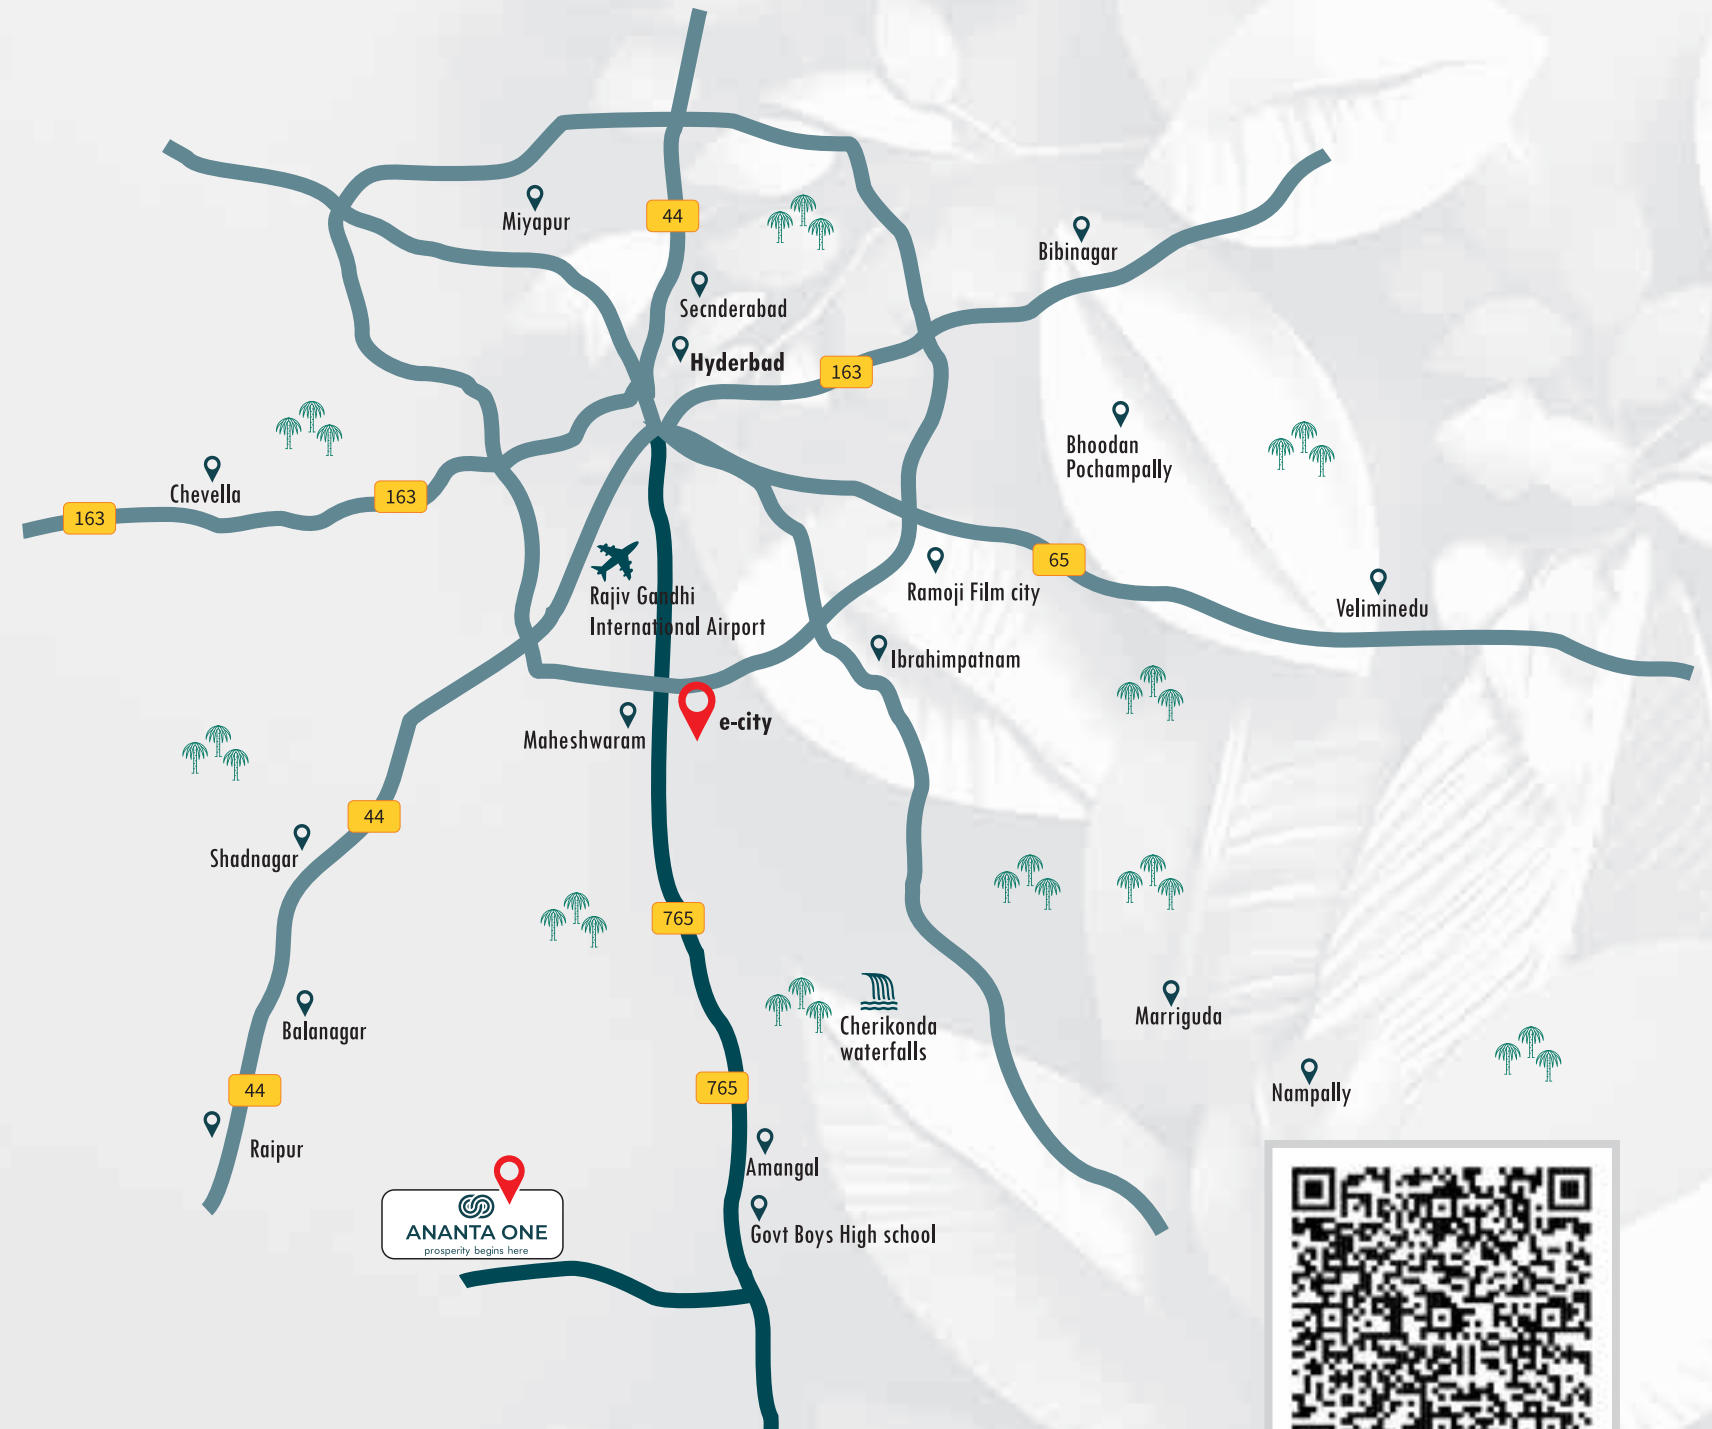 Miyapur
44
Bibinagar
Secnderabad
Hyderbad
163
Bhoodan
Pochampally
Chevella
163
163
Rajiv Gandhi
International Airport
Ramoji Film city
65
Veliminedu
Ibrahimpatnam
Maheshwaram
e-city
44
Shadnagar
765
Balanagar
Cherikonda
waterfalls
Marriguda
44
765
Nampally
Raipur
Amangal
ANANTA ONE
prosperity begins here
Govt Boys High school